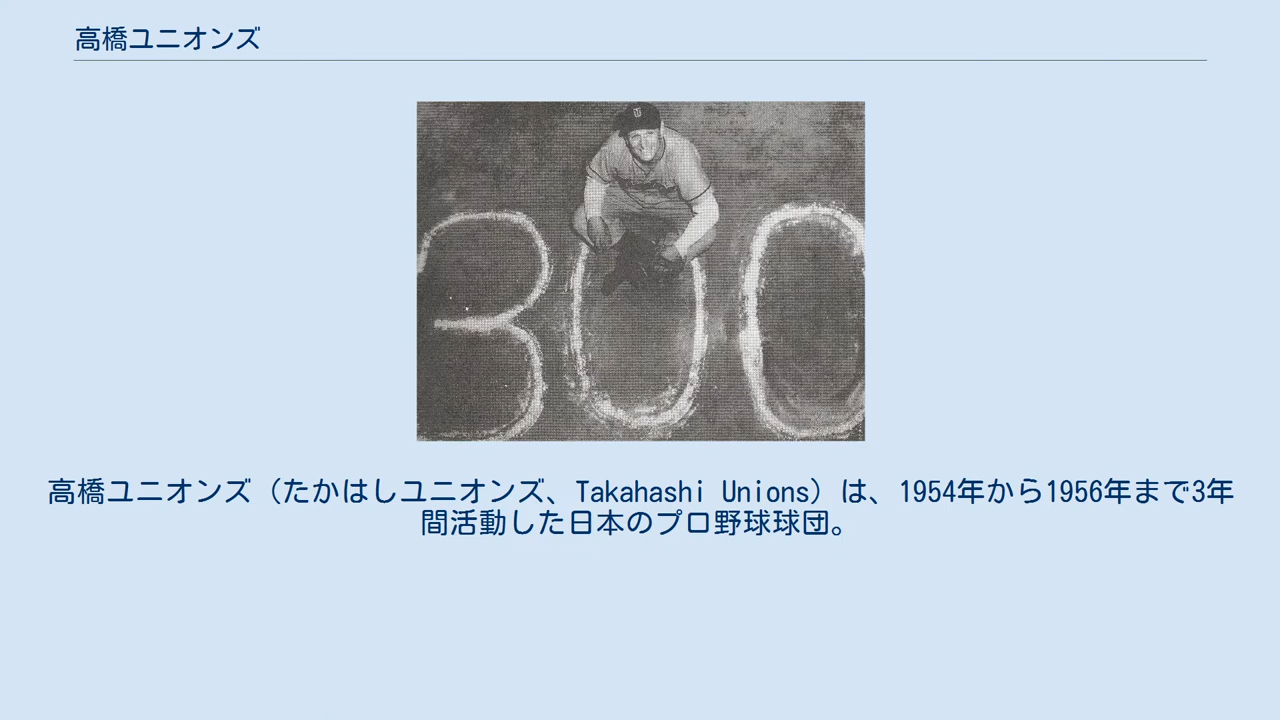 高橋ユニオンズ
300
高橋ユニオンズ（たかはしユニオンズ、Takahashi Unions）は、1954年から1956年まで3年
間活動した日本のプロ野球球団。